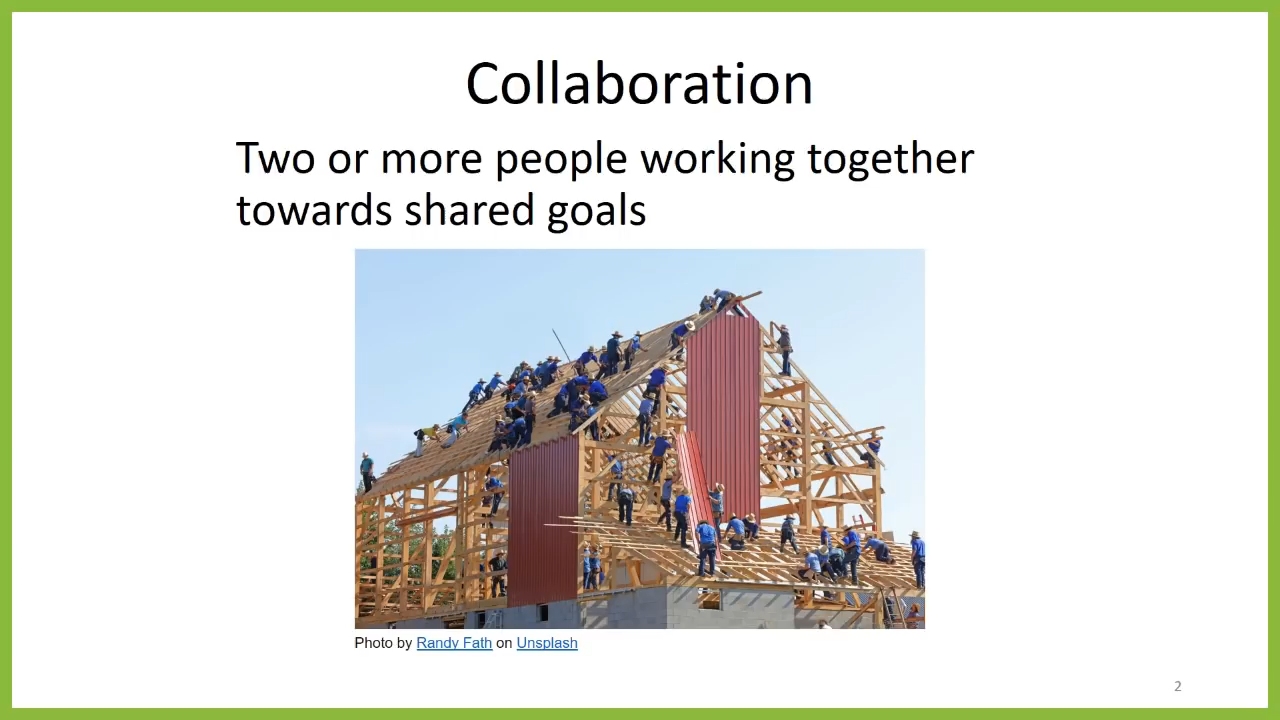 Collaboration
Two or more people working together
towards shared goals
Photo by Randy Fath on Unsplash
2